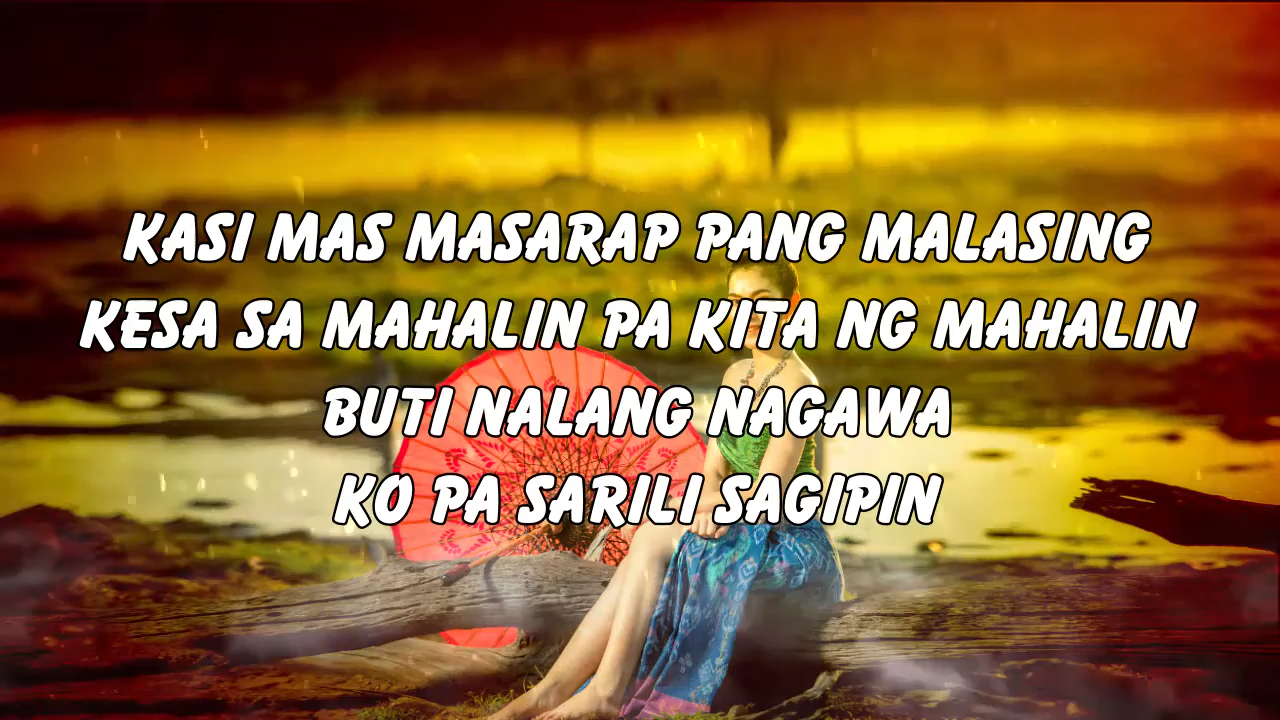 KASI MAS MASARAP PANG MALASING
KESA SA MAHALIN PA KITA NG MAHALIN
BUTI NALANG NAGAWA
KO PA SARILI SAGIPIN